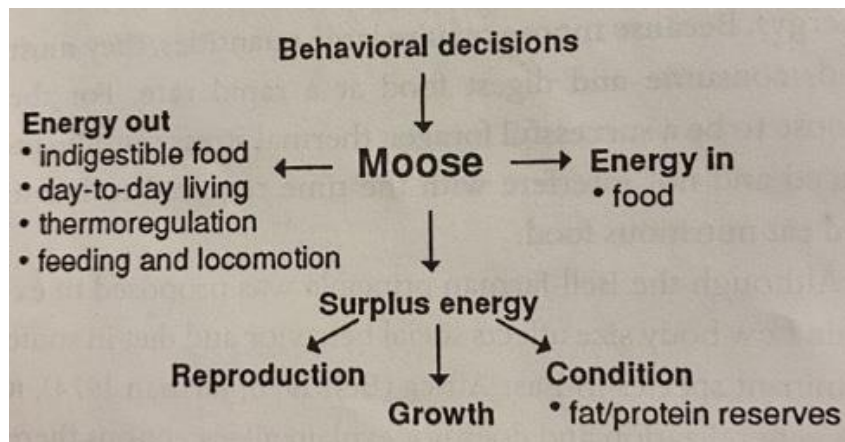 Behavioral decisions
Energy out
• indigestible food
• day-to-day living
• thermoregulation
• feeding and locomotion
Moose
Energy in
• food
Surplus energy
Reproduction
Growth
Condition
• fat/protein reserves